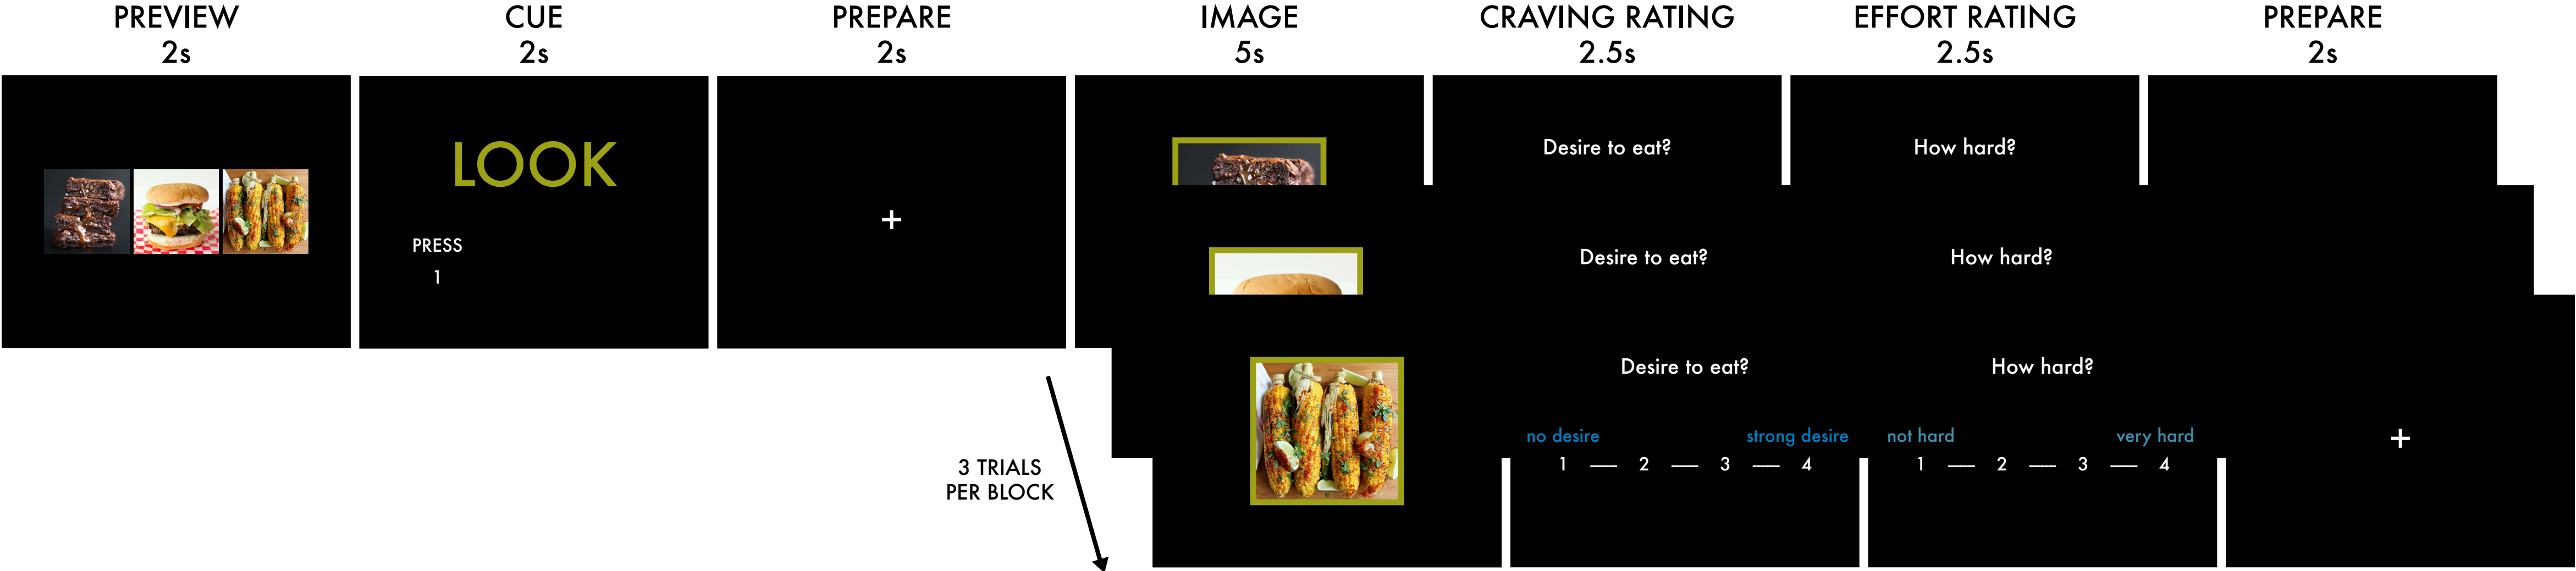 PREVIEW
2s
CUE
2s
PREPARE
2s
IMAGE
5s
CRAVING RATING
2.5s
EFFORT RATING
2.5s
PREPARE
2s
LOOK
PRESS
1
+
Desire to eat?
How hard?
Desire to eat?
How hard?
Desire to eat?
How hard?
no desire strong desire
1 — 2 — 3 — 4
not hard very hard
1 — 2 — 3 — 4
+
3 TRIALS
PER BLOCK